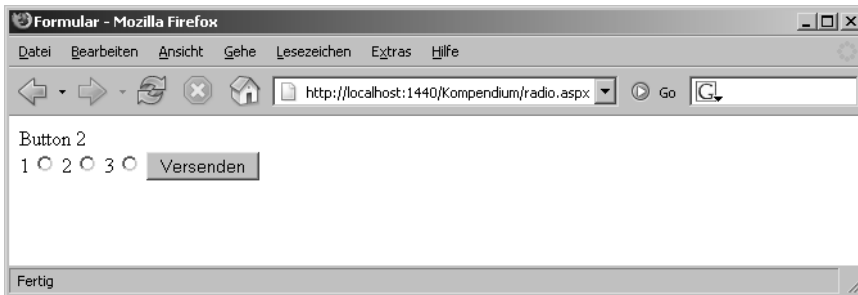 Formular - Mozilla Firefox
Datei Bearbeiten Ansicht Gehe Lesezeichen Extras Hilfe
http://localhost:1440/Kompendium/radio.aspx Go G
Button 2
1 2 3 Versenden
Fertig